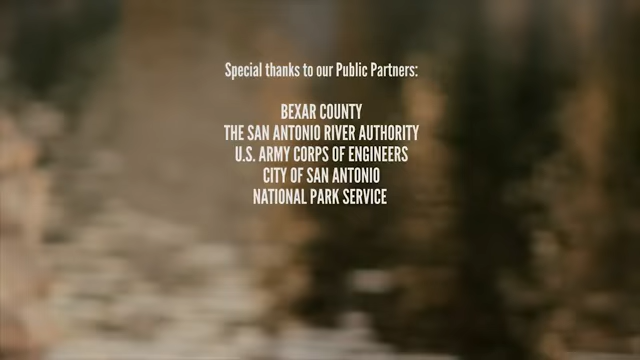 Special thanks to our Public Partners:
BEXAR COUNTY
THE SAN ANTONIO RIVER AUTHORITY
U.S. ARMY CORPS OF ENGINEERS
CITY OF SAN ANTONIO
NATIONAL PARK SERVICE